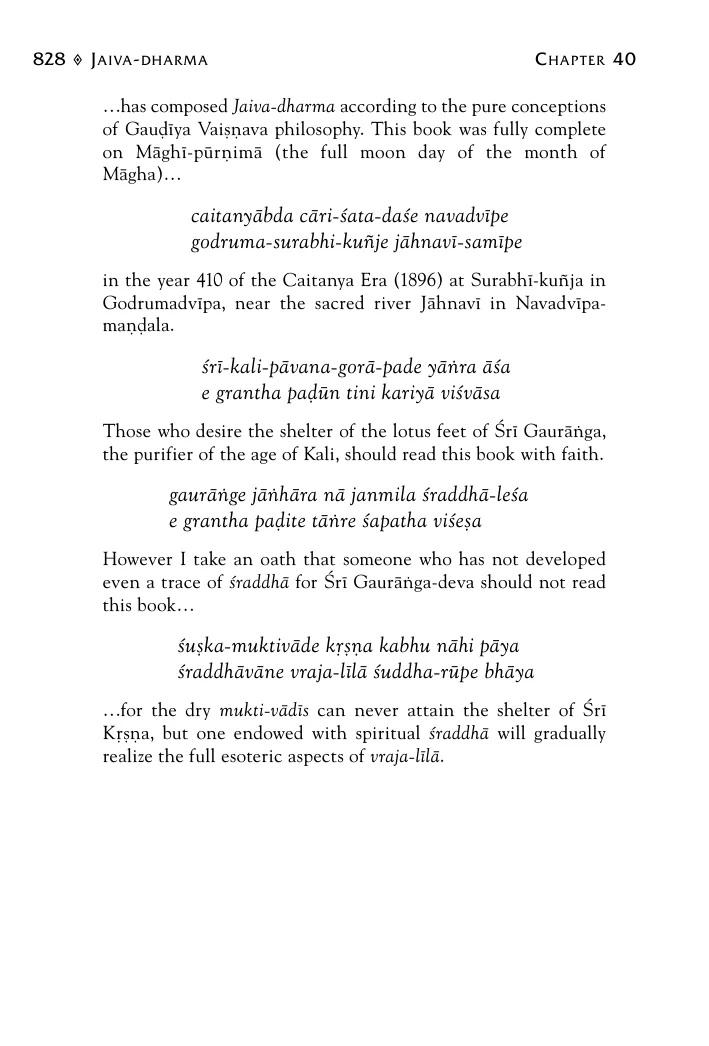 828 ◈ JAIVA-DHARMA CHAPTER 40
…has composed Jaiva-dharma according to the pure conceptions
of Gauḍīya Vaiṣṇava philosophy. This book was fully complete
on Māghī-pūrṇimā (the full moon day of the month of
Māgha)…
caitanyābda cāri-śata-daśe navadvīpe
godruma-surabhi-kuñje jāhnavī-samīpe
in the year 410 of the Caitanya Era (1896) at Surabhī-kuñja in
Godrumadvīpa, near the sacred river Jāhnavī in Navadvīpa-
maṇḍala.
śrī-kali-pāvana-gorā-pade yāṅra āśa
e grantha paḍūn tini kariyā viśvāsa
Those who desire the shelter of the lotus feet of Śrī Gaurāṅga,
the purifier of the age of Kali, should read this book with faith.
gaurāṅge jāṅhāra nā janmila śraddhā-leśa
e grantha paḍite tāṅre śapatha viśeṣa
However I take an oath that someone who has not developed
even a trace of śraddhā for Śrī Gaurāṅga-deva should not read
this book…
śuṣka-muktivāde kṛṣṇa kabhu nāhi pāya
śraddhāvāne vraja-līlā śuddha-rūpe bhāya
…for the dry mukti-vādīs can never attain the shelter of Śrī
Kṛṣṇa, but one endowed with spiritual śraddhā will gradually
realize the full esoteric aspects of vraja-līlā.